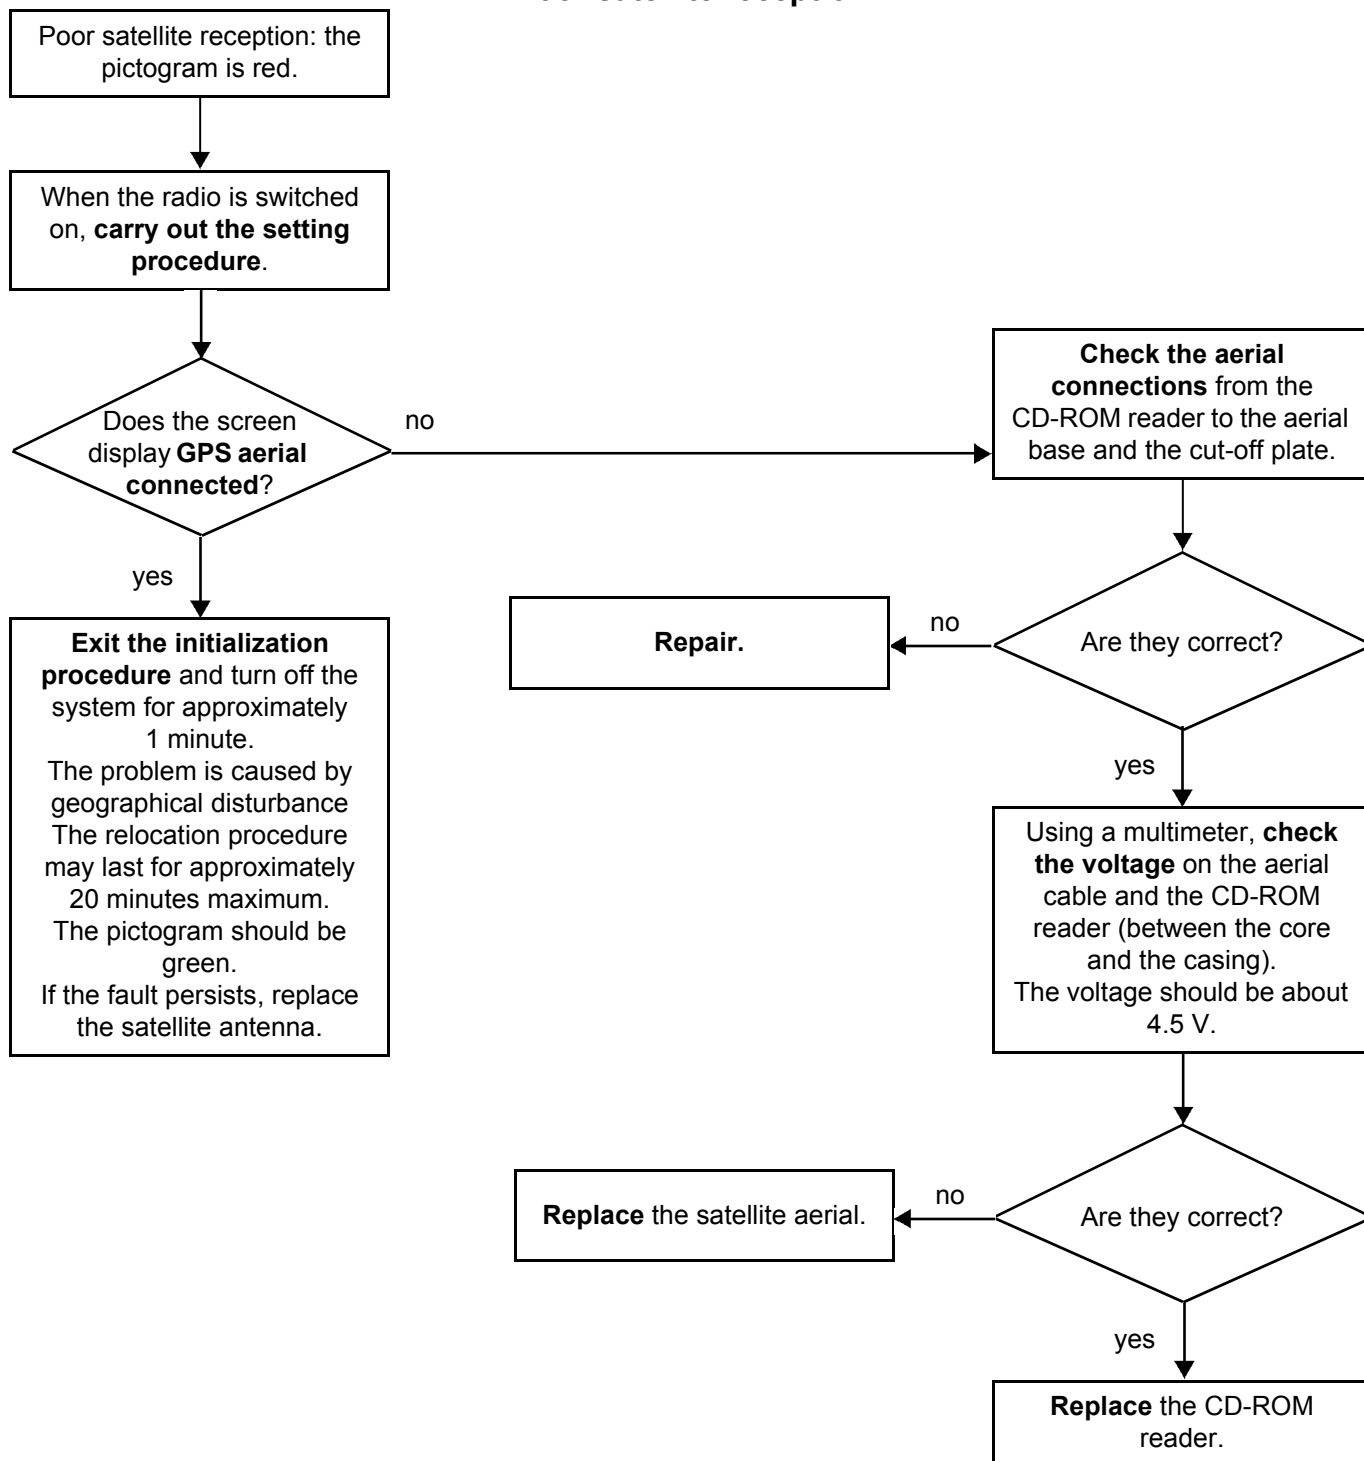 Poor satellite reception: the
pictogram is red.
When the radio is switched
on, carry out the setting
procedure.
Does the screen
display GPS aerial
connected?
no
yes
Exit the initialization
procedure and turn off the
system for approximately
1 minute.
The problem is caused by
geographical disturbance
The relocation procedure
may last for approximately
20 minutes maximum.
The pictogram should be
green.
If the fault persists, replace
the satellite antenna.
Check the aerial
connections from the
CD-ROM reader to the aerial
base and the cut-off plate.
Are they correct?
no
Repair.
yes
Using a multimeter, check
the voltage on the aerial
cable and the CD-ROM
reader (between the core
and the casing).
The voltage should be about
4.5 V.
Are they correct?
no
Replace the satellite aerial.
yes
Replace the CD-ROM
reader.